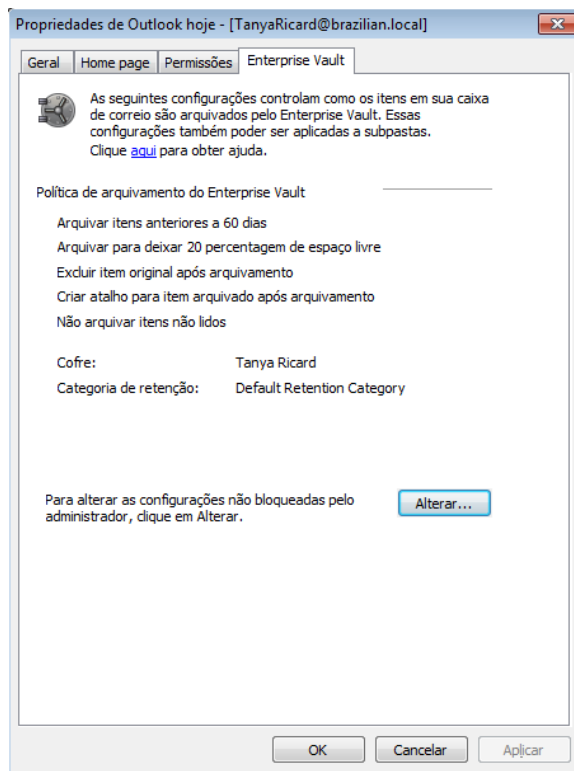 Propriedades de Outlook hoje - [TanyaRicard@brazilian.local]
Geral Home page Permissões Enterprise Vault
As seguintes configurações controlam como os itens em sua caixa
de correio são arquivados pelo Enterprise Vault. Essas
configurações também poder ser aplicadas a subpastas.
Clique aqui para obter ajuda.
Política de arquivamento do Enterprise Vault
Arquivar itens anteriores a 60 dias
Arquivar para deixar 20 percentagem de espaço livre
Excluir item original após arquivamento
Criar atalho para item arquivado após arquivamento
Não arquivar itens não lidos
Cofre: Tanya Ricard
Categoria de retenção: Default Retention Category
Para alterar as configurações não bloqueadas pelo
administrador, clique em Alterar.
Alterar...
OK Cancelar Aplicar